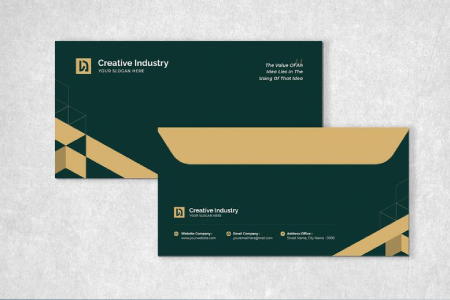 Creative Industry
YOUR SLOGAN HERE
The Value Of An
Idea Lies In The
Using Of That Idea
Creative Industry
YOUR SLOGAN HERE
Website Company :
www.yourwebsite.com
Email Company :
youremailhere@mail.com
Address Office :
Street Name, City Name - 0000